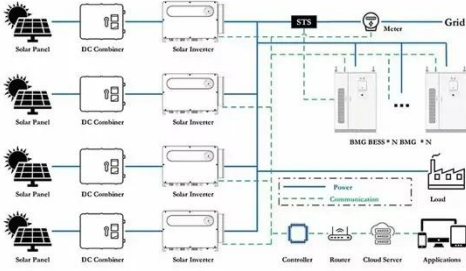 STS
Meter
Grid
Solar Panel DC Combiner Solar Inverter
Solar Panel DC Combiner Solar Inverter
BMG BESS * N BMG * N
Solar Panel DC Combiner Solar Inverter
Power
Communication
Load
Solar Panel DC Combiner Solar Inverter
Controller Router Cloud Server Applications